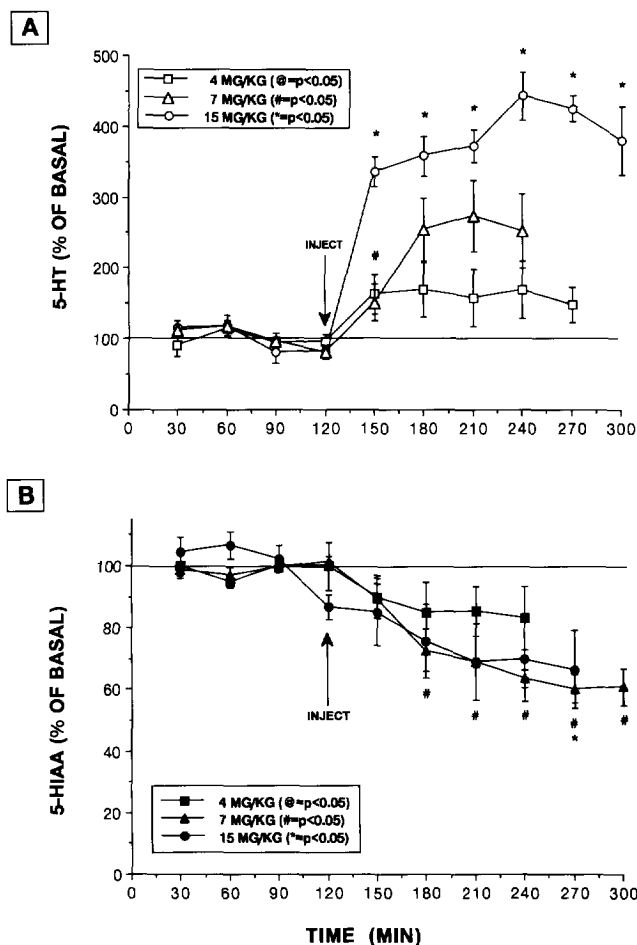 A
5-HT (% OF BASAL)
500
400
300
200
100
0
4 MG/KG (@=p<0.05)
7 MG/KG (#=p<0.05)
15 MG/KG (*=p<0.05)
INJECT
#
* * * * * *
0 30 60 90 120 150 180 210 240 270 300
B
5-HIAA (% OF BASAL)
100
80
60
40
20
0
INJECT
# # # # #
*
4 MG/KG (@=p<0.05)
7 MG/KG (#=p<0.05)
15 MG/KG (*=p<0.05)
0 30 60 90 120 150 180 210 240 270 300
TIME (MIN)